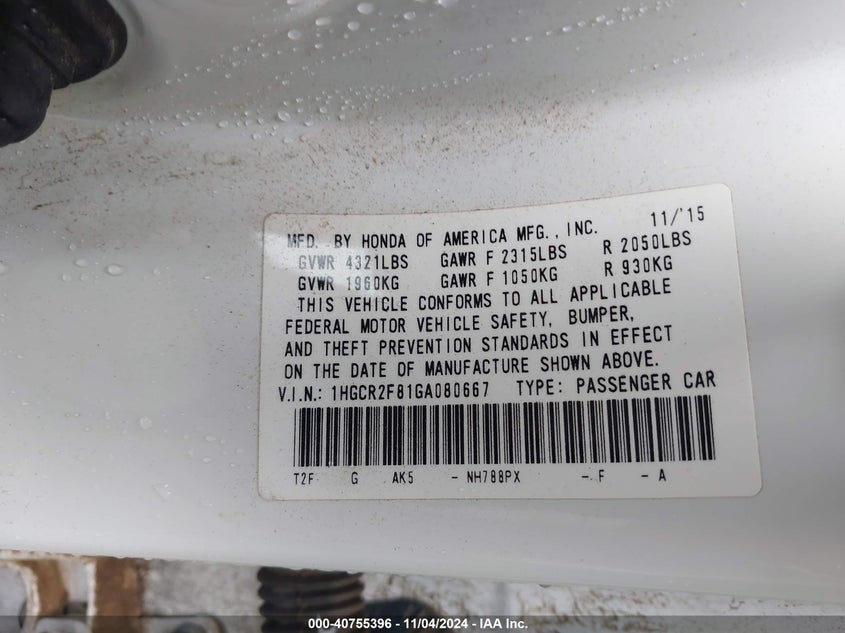 11/'15
MFD. BY HONDA OF AMERICA MFG., INC.
GVWR 4321LBS GAWR F 2315LBS R 2050LBS
GVWR 1960KG GAWR F 1050KG R 930KG
THIS VEHICLE CONFORMS TO ALL APPLICABLE
FEDERAL MOTOR VEHICLE SAFETY, BUMPER,
AND THEFT PREVENTION STANDARDS IN EFFECT
ON THE DATE OF MANUFACTURE SHOWN ABOVE.
V.I.N.: 1HGCR2F81GA080667 TYPE: PASSENGER CAR
T2F G AK5 - NH788PX - F - A
000-40755396 - 11/04/2024 - IAA Inc.